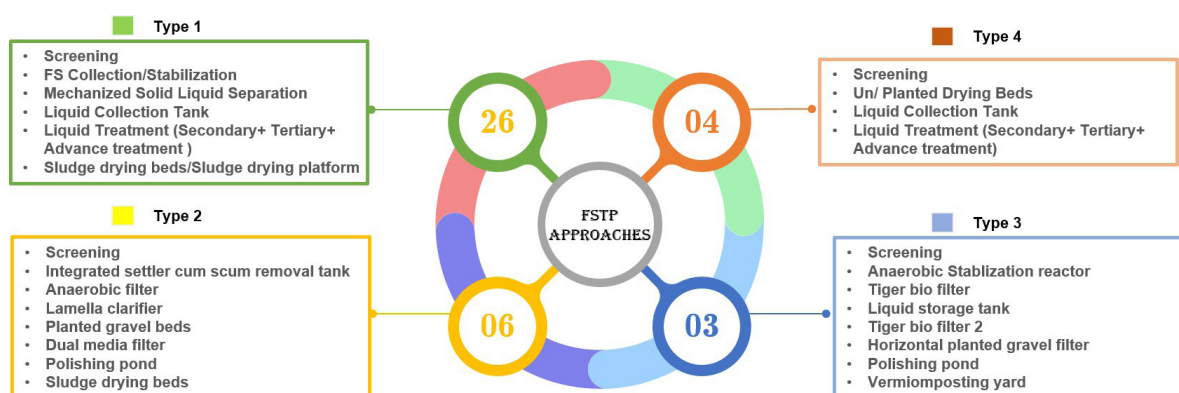 Type 1
• Screening
• FS Collection/Stabilization
• Mechanized Solid Liquid Separation
• Liquid Collection Tank
• Liquid Treatment (Secondary+ Tertiary+
Advance treatment )
• Sludge drying beds/Sludge drying platform
26
Type 4
• Screening
• Un/ Planted Drying Beds
• Liquid Collection Tank
• Liquid Treatment (Secondary+ Tertiary+
Advance treatment)
04
FSTP
APPROACHES
Type 2
• Screening
• Integrated settler cum scum removal tank
• Anaerobic filter
• Lamella clarifier
• Planted gravel beds
• Dual media filter
• Polishing pond
• Sludge drying beds
06
Type 3
• Screening
• Anaerobic Stablization reactor
• Tiger bio filter
• Liquid storage tank
• Tiger bio filter 2
• Horizontal planted gravel filter
• Polishing pond
• Vermiomposting yard
03